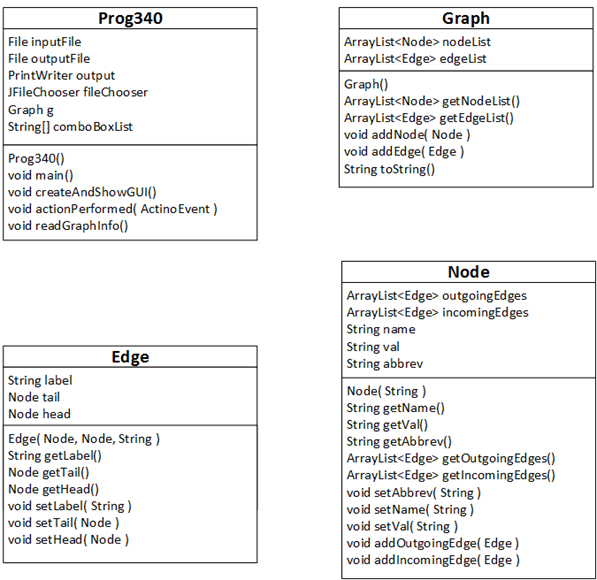 Prog340
File inputFile
File outputFile
PrintWriter output
JFileChooser fileChooser
Graph g
String[] comboBoxList
Prog340()
void main()
void createAndShowGUI()
void actionPerformed( ActinoEvent )
void readGraphInfo()
Graph
ArrayList<Node> nodeList
ArrayList<Edge> edgeList
Graph()
ArrayList<Node> getNodeList()
ArrayList<Edge> getEdgeList()
void addNode( Node )
void addEdge( Edge )
String toString()
Edge
String label
Node tail
Node head
Edge( Node, Node, String )
String getLabel()
Node getTail()
Node getHead()
void setLabel( String )
void setTail( Node )
void setHead( Node )
Node
ArrayList<Edge> outgoingEdges
ArrayList<Edge> incomingEdges
String name
String val
String abbrev
Node( String )
String getName()
String getVal()
String getAbbrev()
ArrayList<Edge> getOutgoingEdges()
ArrayList<Edge> getIncomingEdges()
void setAbbrev( String )
void setName( String )
void setVal( String )
void addOutgoingEdge( Edge )
void addIncomingEdge( Edge )